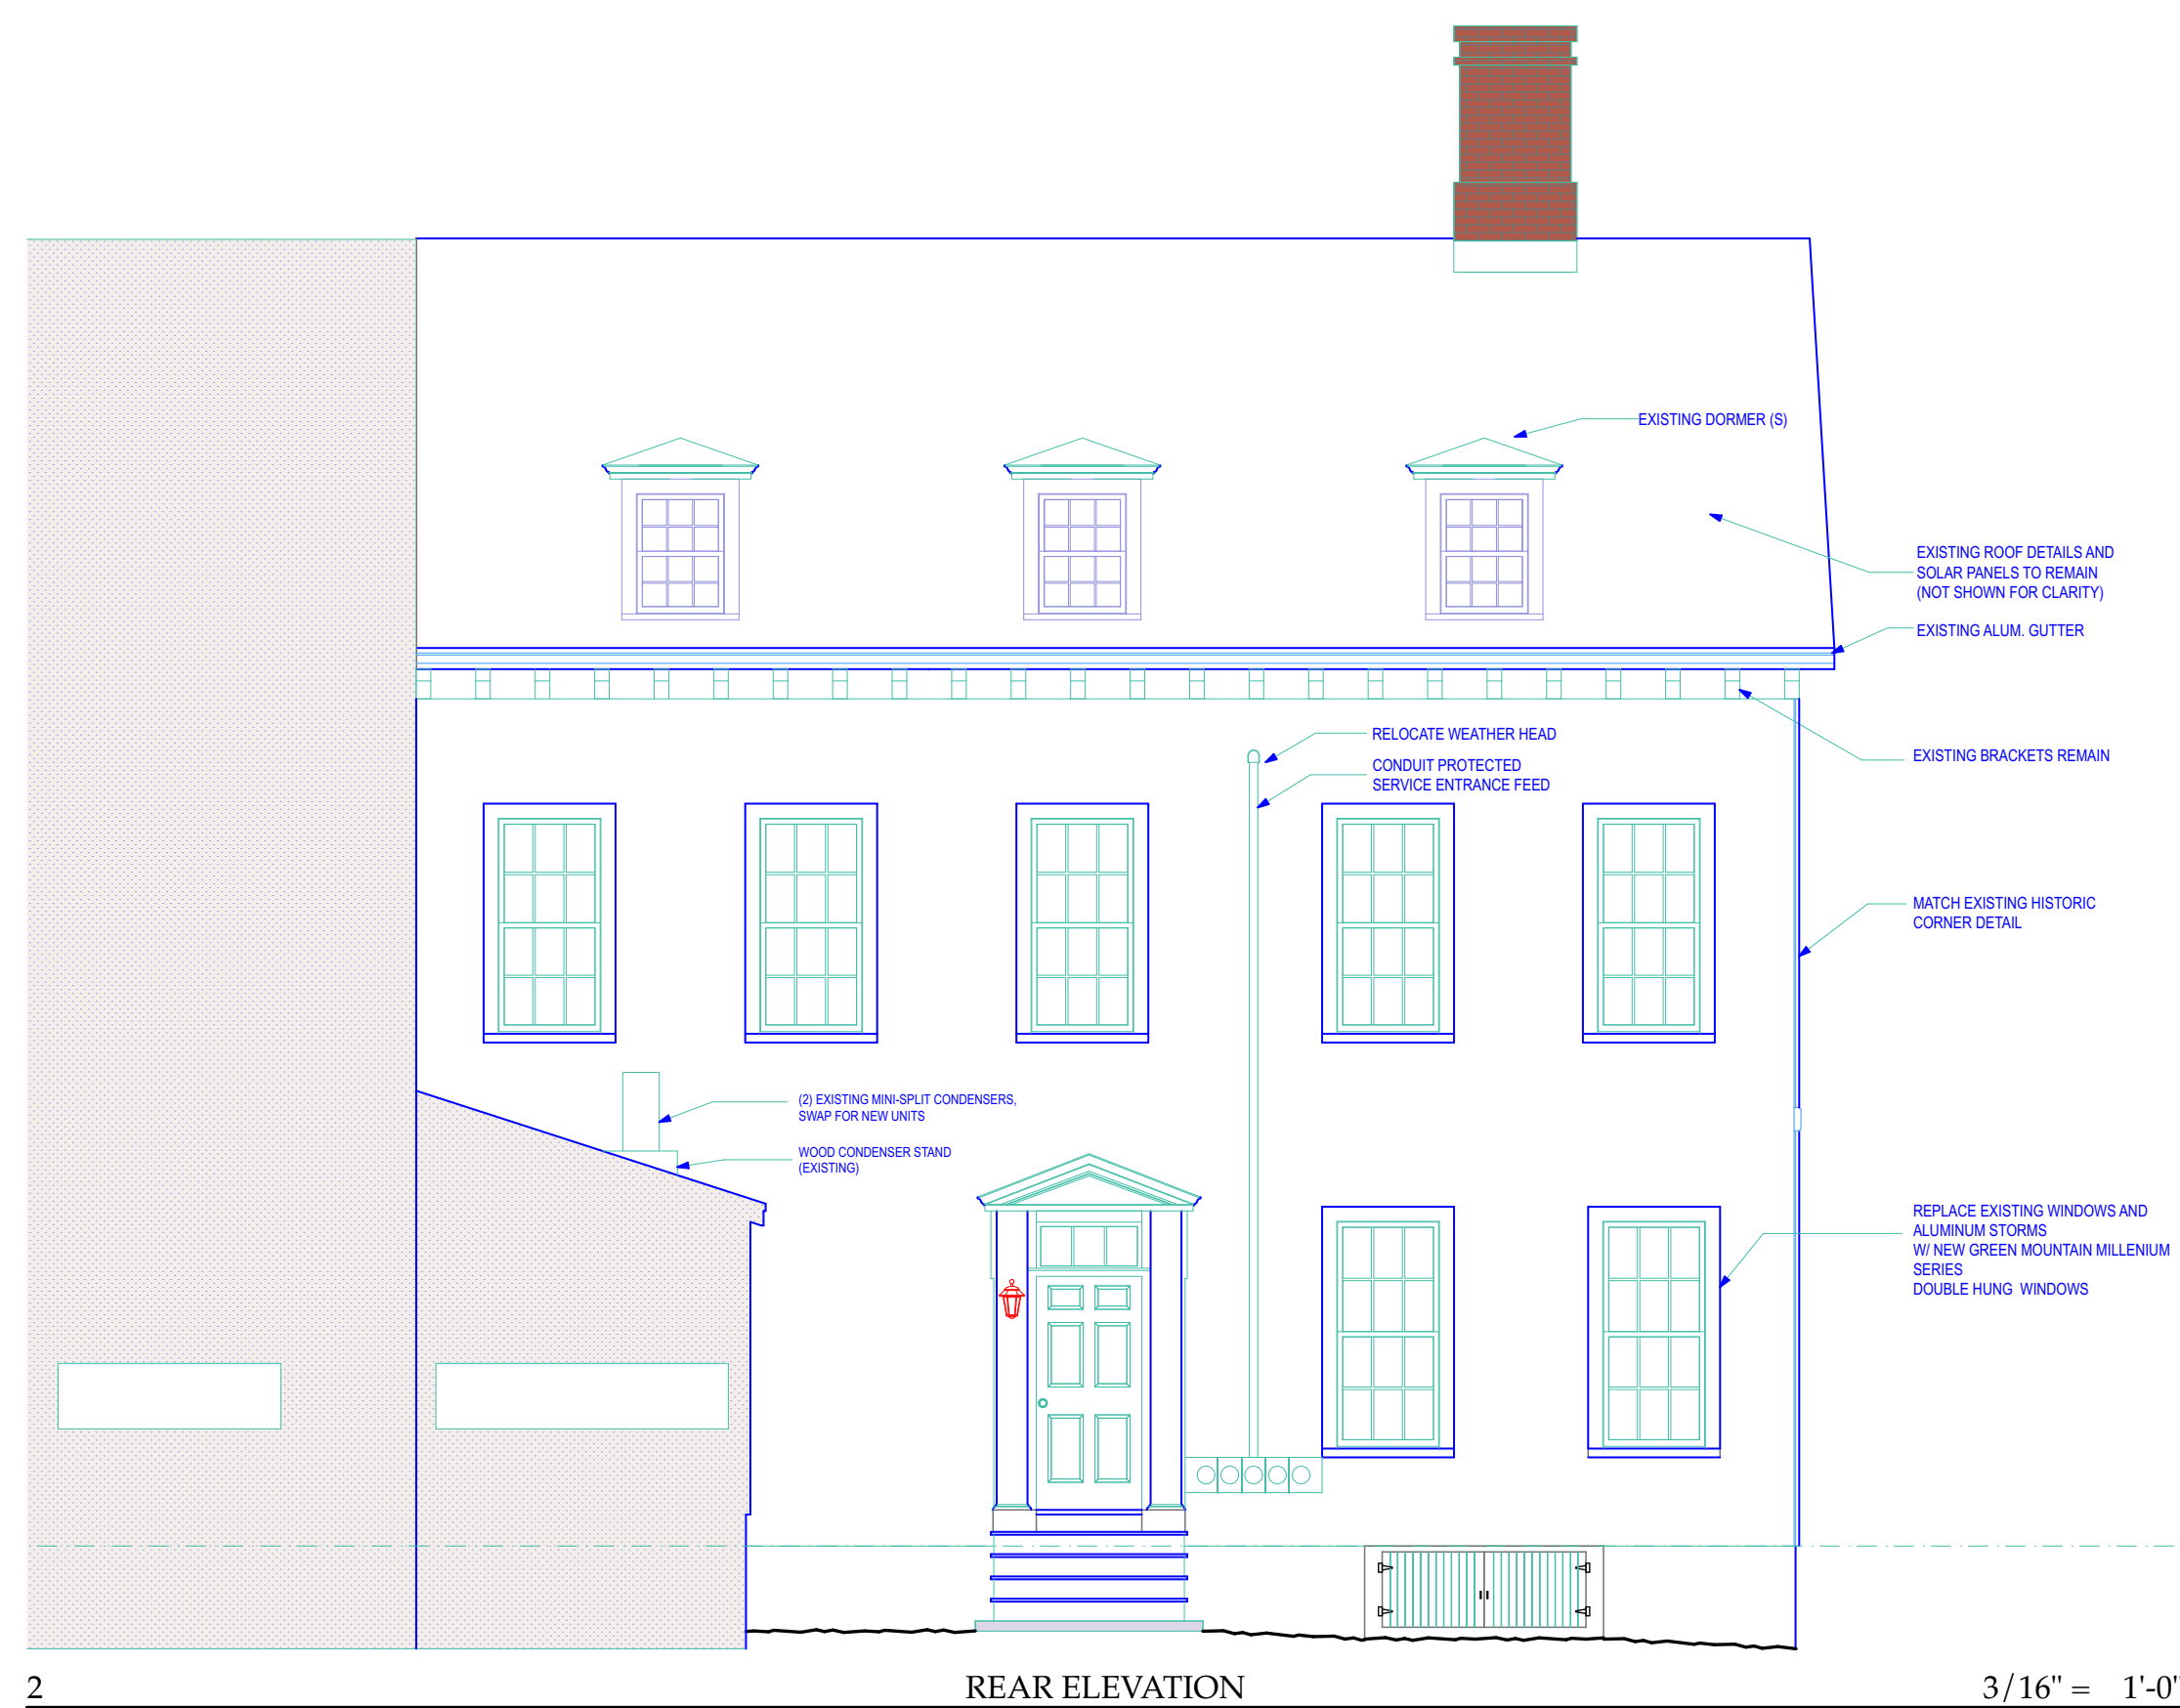 EXISTING DORMER (S)
EXISTING ROOF DETAILS AND
SOLAR PANELS TO REMAIN
(NOT SHOWN FOR CLARITY)
EXISTING ALUM. GUTTER
RELOCATE WEATHER HEAD
CONDUIT PROTECTED
SERVICE ENTRANCE FEED
EXISTING BRACKETS REMAIN
MATCH EXISTING HISTORIC
CORNER DETAIL
(2) EXISTING MINI-SPLIT CONDENSERS,
SWAP FOR NEW UNITS
WOOD CONDENSER STAND
(EXISTING)
REPLACE EXISTING WINDOWS AND
ALUMINUM STORMS
W/ NEW GREEN MOUNTAIN MILLENIUM
SERIES
DOUBLE HUNG WINDOWS
2 REAR ELEVATION 3/16" = 1'-0"